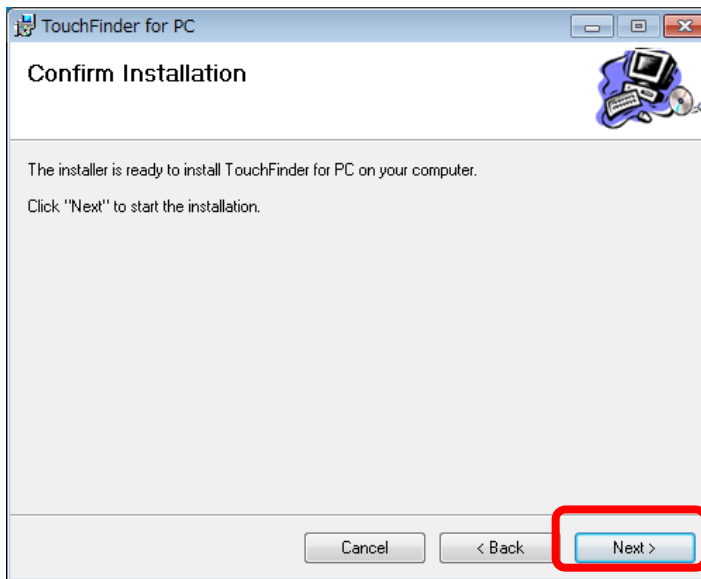 TouchFinder for PC
Confirm Installation
The installer is ready to install TouchFinder for PC on your computer.
Click "Next" to start the installation.
Cancel
< Back
Next >